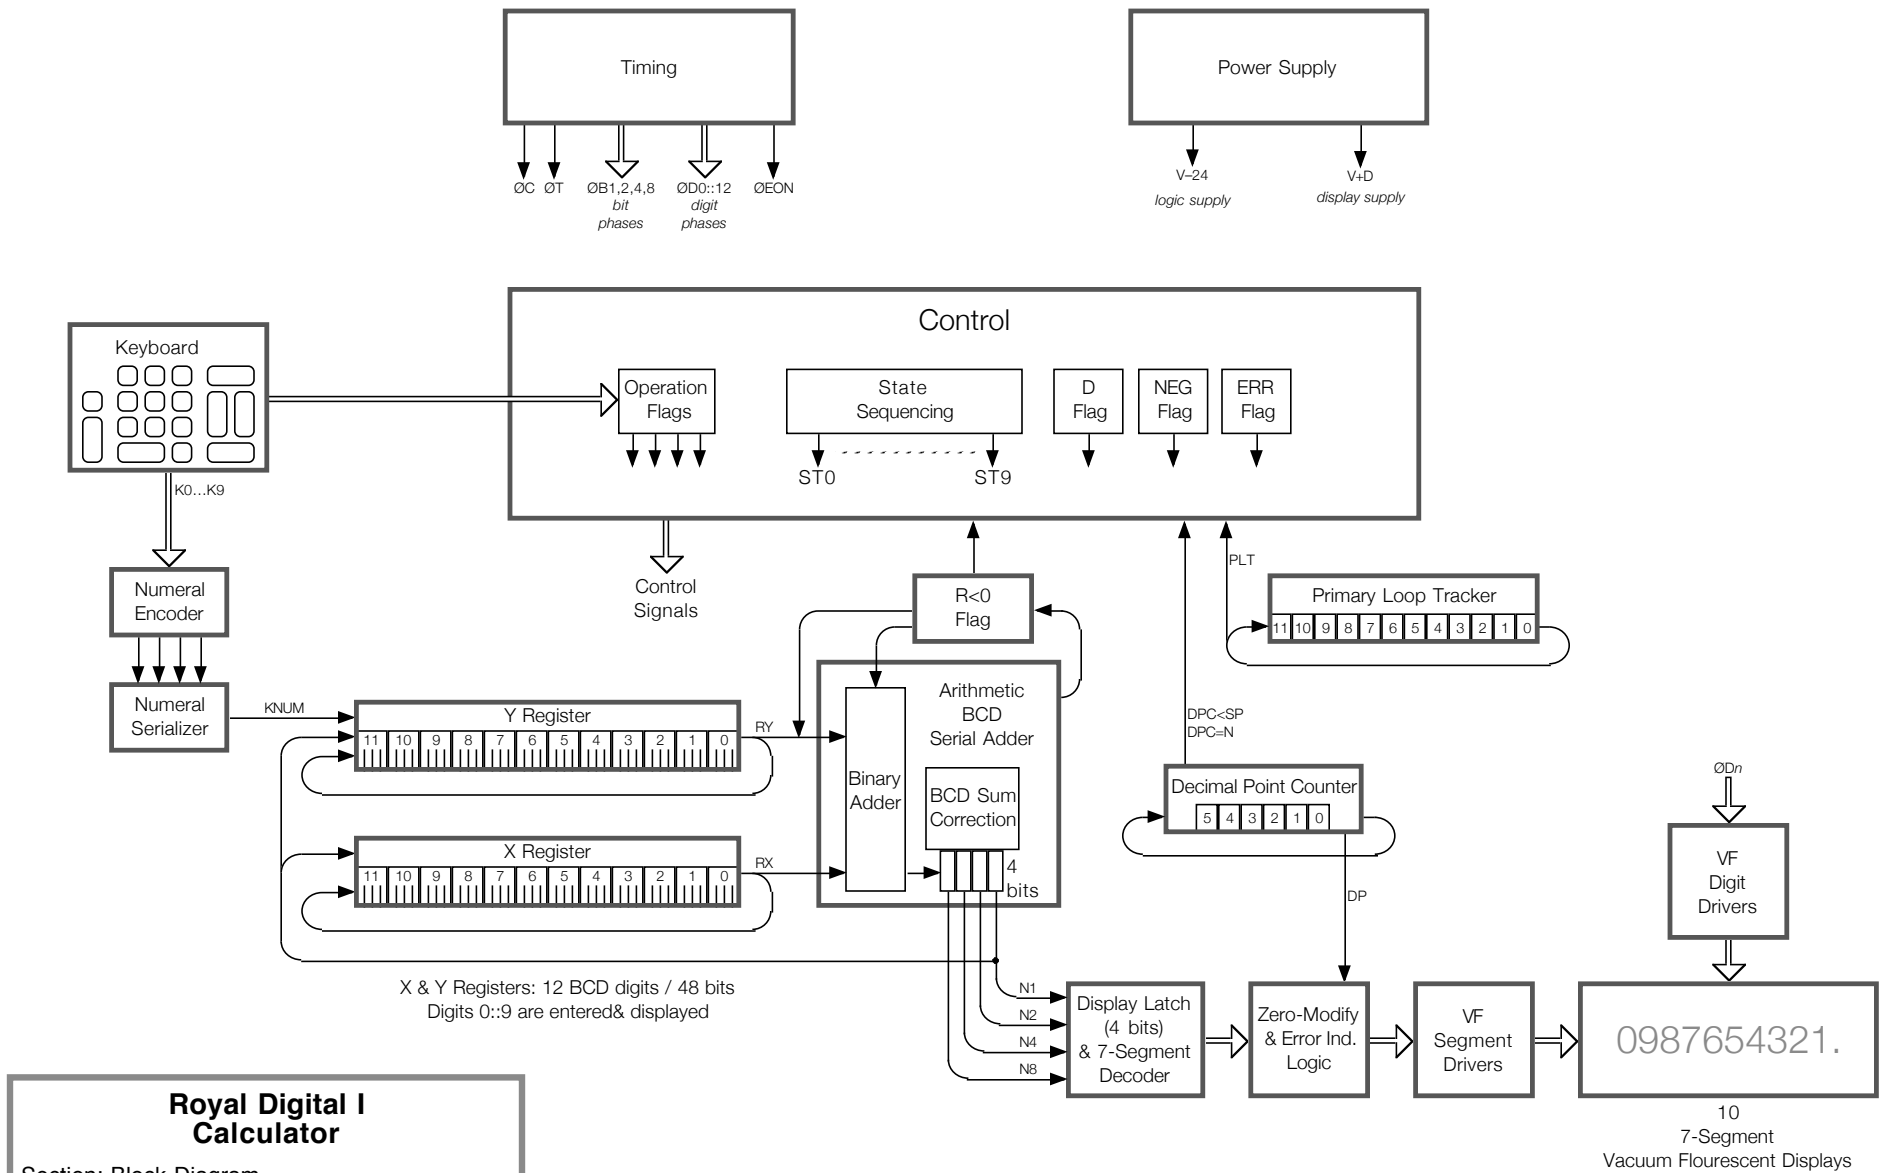 Timing
Power Supply
ØC ØT ØB1,2,4,8 ØD0::12 ØEON
bit
phases
digit
phases
V–24
logic supply
V+D
display supply
Control
Keyboard
Operation
Flags
State
Sequencing
D
Flag
NEG
Flag
ERR
Flag
ST0
ST9
K0...K9
Control
Signals
PLT
Numeral
Encoder
R<0
Flag
Primary Loop Tracker
11 10 9 8 7 6 5 4 3 2 1 0
Numeral
Serializer
KNUM
Y Register
11 10 9 8 7 6 5 4 3 2 1 0
RY
Arithmetic
BCD
Serial Adder
Binary
Adder
BCD Sum
Correction
4
bits
DPC<SP
DPC=N
Decimal Point Counter
5 4 3 2 1 0
DP
ØDn
VF
Digit
Drivers
X Register
11 10 9 8 7 6 5 4 3 2 1 0
RX
X & Y Registers: 12 BCD digits / 48 bits
Digits 0::9 are entered& displayed
N1
N2
N4
N8
Display Latch
(4 bits)
& 7-Segment
Decoder
Zero-Modify
& Error Ind.
Logic
VF
Segment
Drivers
0987654321.
10
7-Segment
Vacuum Flourescent Displays
Royal Digital I
Calculator
Section: Block Diagram